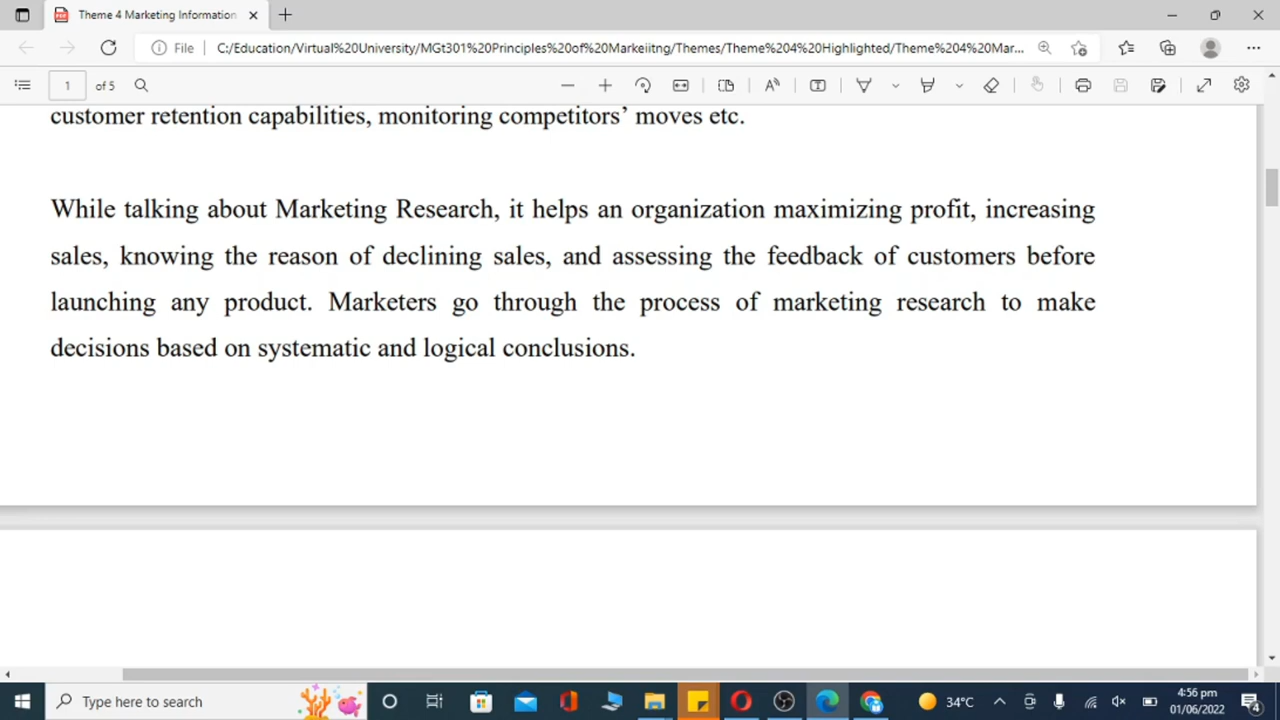 Theme 4 Marketing Information
File
C:/Education/Virtual%20University/MGt301%20Principles%20of%20Markeiitng/Themes/Theme%204%20Highlighted/Theme%204%20Mar...
1 of 5
customer retention capabilities, monitoring competitors' moves etc.
While talking about Marketing Research, it helps an organization maximizing profit, increasing
sales, knowing the reason of declining sales, and assessing the feedback of customers before
launching any product. Marketers go through the process of marketing research to make
decisions based on systematic and logical conclusions.
Type here to search
34°C
4:56 pm
01/06/2022
4